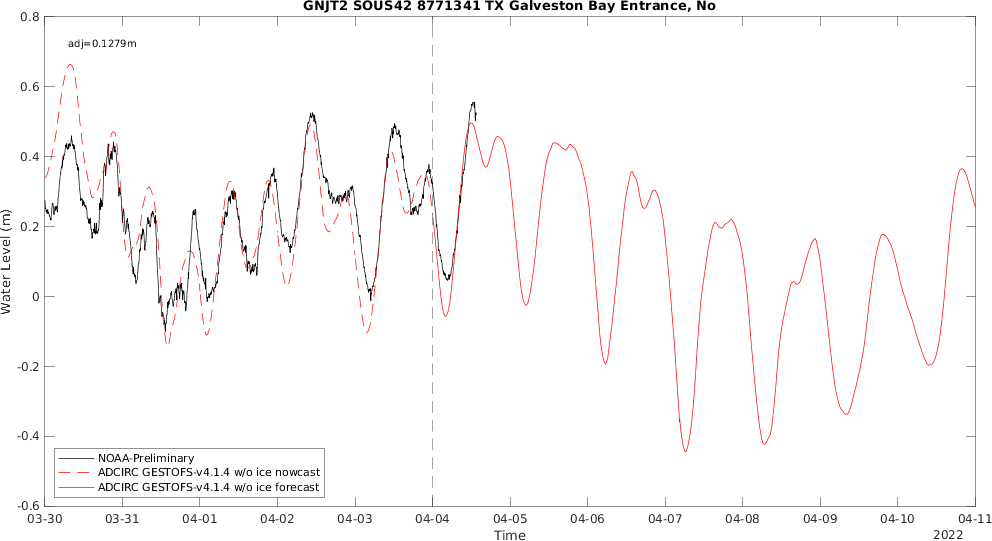 GNJT2 SOUS42 8771341 TX Galveston Bay Entrance, No
adj=0.1279m
0.8
0.6
0.4
0.2
0
-0.2
-0.4
-0.6
Water Level (m)
NOAA-Preliminary
ADCIRC GESTOFS-v4.1.4 w/o ice nowcast
ADCIRC GESTOFS-v4.1.4 w/o ice forecast
03-30 03-31 04-01 04-02 04-03 04-04 04-05 04-06 04-07 04-08 04-09 04-10 04-11
Time
2022